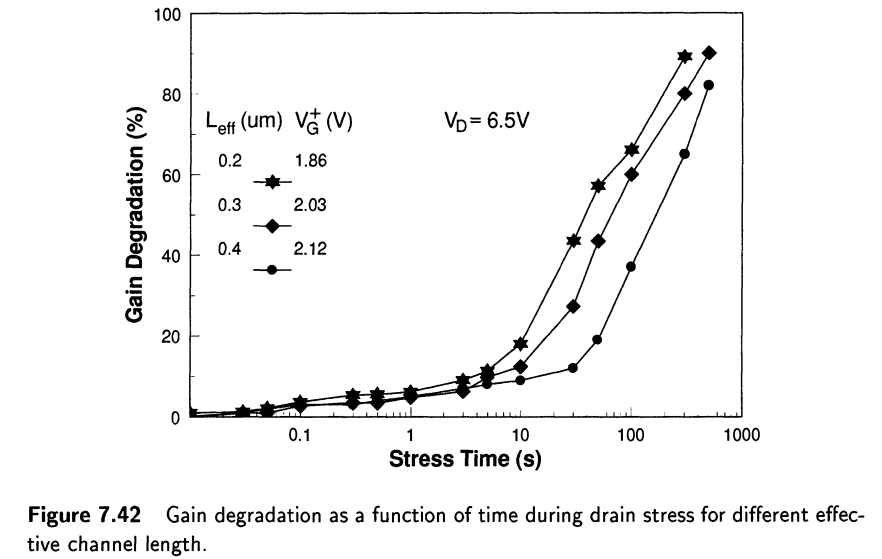 100
80
60
40
20
0
Gain Degradation (%)
L_eff (um) V_G^+ (V)
V_D = 6.5V
0.2 1.86
0.3 2.03
0.4 2.12
0.1 1 10 100 1000
Stress Time (s)
Figure 7.42 Gain degradation as a function of time during drain stress for different effec-
tive channel length.